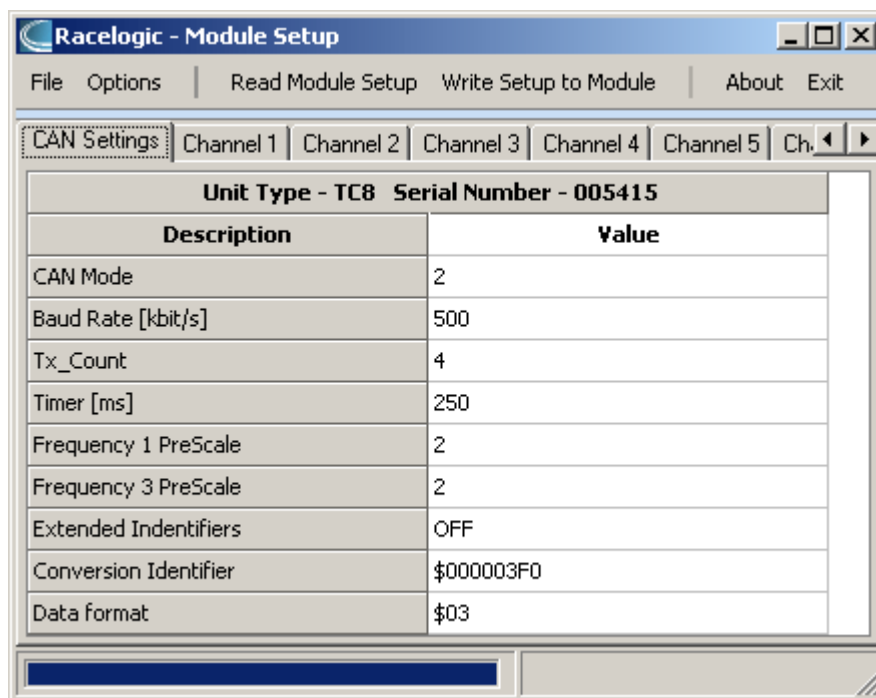 Racelogic - Module Setup
File Options Read Module Setup Write Setup to Module About Exit
CAN Settings Channel 1 Channel 2 Channel 3 Channel 4 Channel 5
Unit Type - TC8 Serial Number - 005415
Description Value
CAN Mode 2
Baud Rate [kbit/s] 500
Tx_Count 4
Timer [ms] 250
Frequency 1 PreScale 2
Frequency 3 PreScale 2
Extended Indentifiers OFF
Conversion Identifier $000003F0
Data format $03